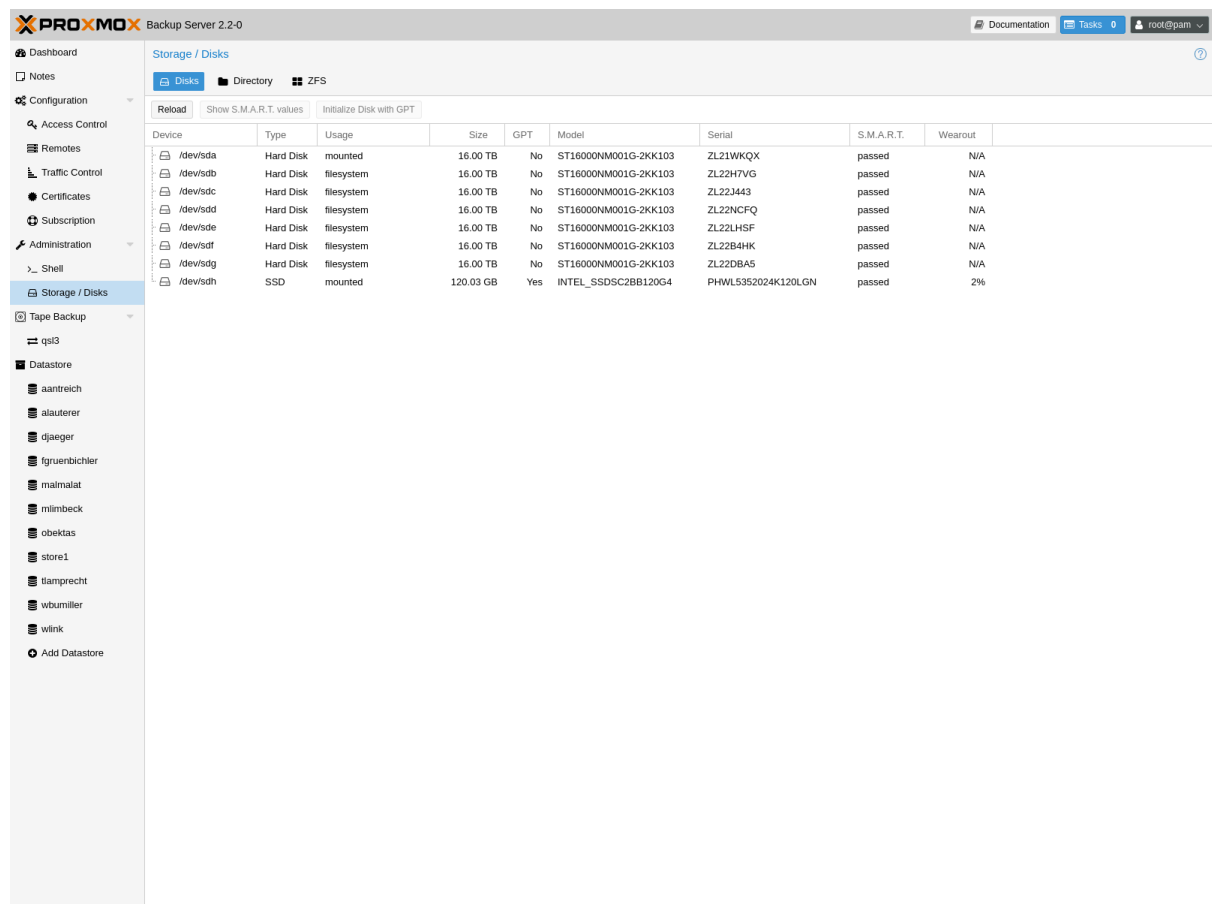 PROXMOX Backup Server 2.2-0 Documentation Tasks 0 root@pam
Dashboard
Notes
Configuration
Access Control
Remotes
Traffic Control
Certificates
Subscription
Administration
Shell
Storage / Disks
Tape Backup
qsl3
Datastore
aantreich
alauterer
djaeger
fgruenbichler
malmalat
mlimbeck
obektas
store1
tlamprecht
wbumiller
wlink
Add Datastore
Storage / Disks
Disks Directory ZFS
Reload Show S.M.A.R.T. values Initialize Disk with GPT
Device Type Usage Size GPT Model Serial S.M.A.R.T. Wearout
/dev/sda Hard Disk mounted 16.00 TB No ST16000NM001G-2KK103 ZL21WKQX passed N/A
/dev/sdb Hard Disk filesystem 16.00 TB No ST16000NM001G-2KK103 ZL22H7VG passed N/A
/dev/sdc Hard Disk filesystem 16.00 TB No ST16000NM001G-2KK103 ZL22J443 passed N/A
/dev/sdd Hard Disk filesystem 16.00 TB No ST16000NM001G-2KK103 ZL22NCFQ passed N/A
/dev/sde Hard Disk filesystem 16.00 TB No ST16000NM001G-2KK103 ZL22LHSF passed N/A
/dev/sdf Hard Disk filesystem 16.00 TB No ST16000NM001G-2KK103 ZL22B4HK passed N/A
/dev/sdg Hard Disk filesystem 16.00 TB No ST16000NM001G-2KK103 ZL22DBA5 passed N/A
/dev/sdh SSD mounted 120.03 GB Yes INTEL_SSDSC2BB120G4 PHWL5352024K120LGN passed 2%